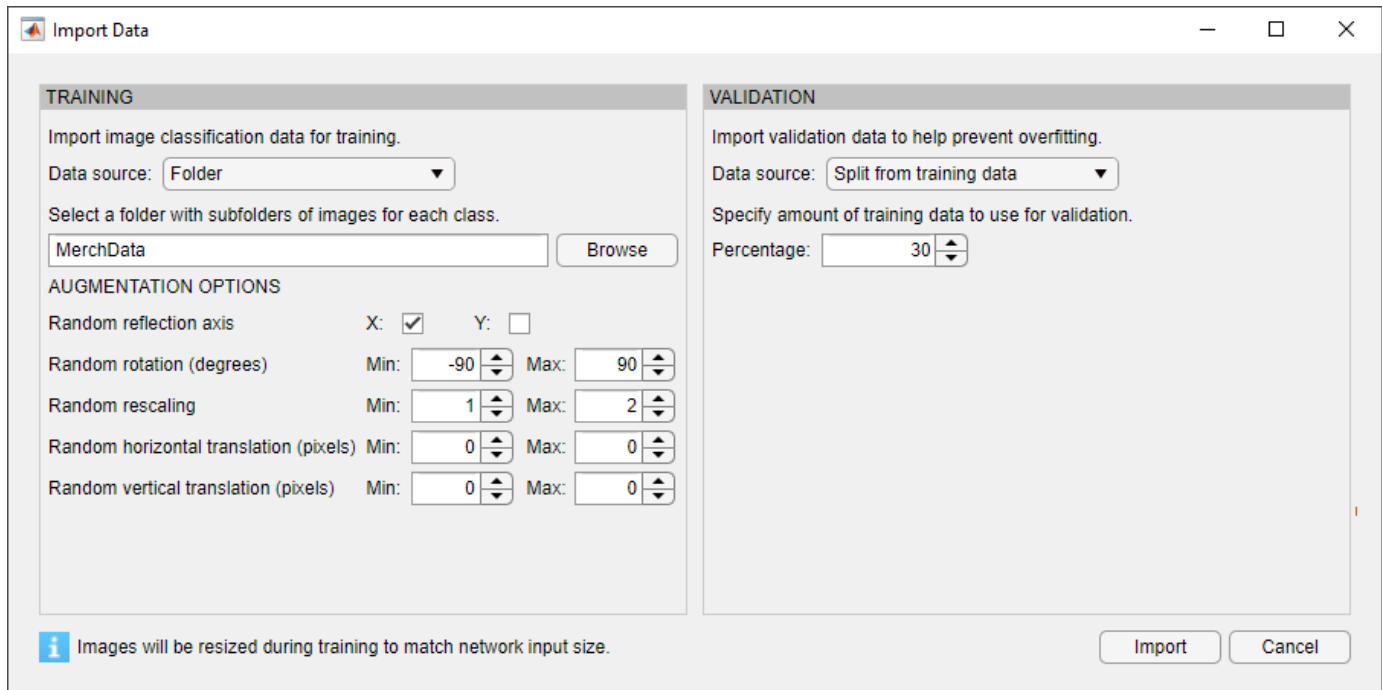 Import Data
TRAINING
Import image classification data for training.
Data source: Folder
Select a folder with subfolders of images for each class.
MerchData Browse
AUGMENTATION OPTIONS
Random reflection axis X: Y:
Random rotation (degrees) Min: -90 Max: 90
Random rescaling Min: 1 Max: 2
Random horizontal translation (pixels) Min: 0 Max: 0
Random vertical translation (pixels) Min: 0 Max: 0
VALIDATION
Import validation data to help prevent overfitting.
Data source: Split from training data
Specify amount of training data to use for validation.
Percentage: 30
Images will be resized during training to match network input size.
Import Cancel